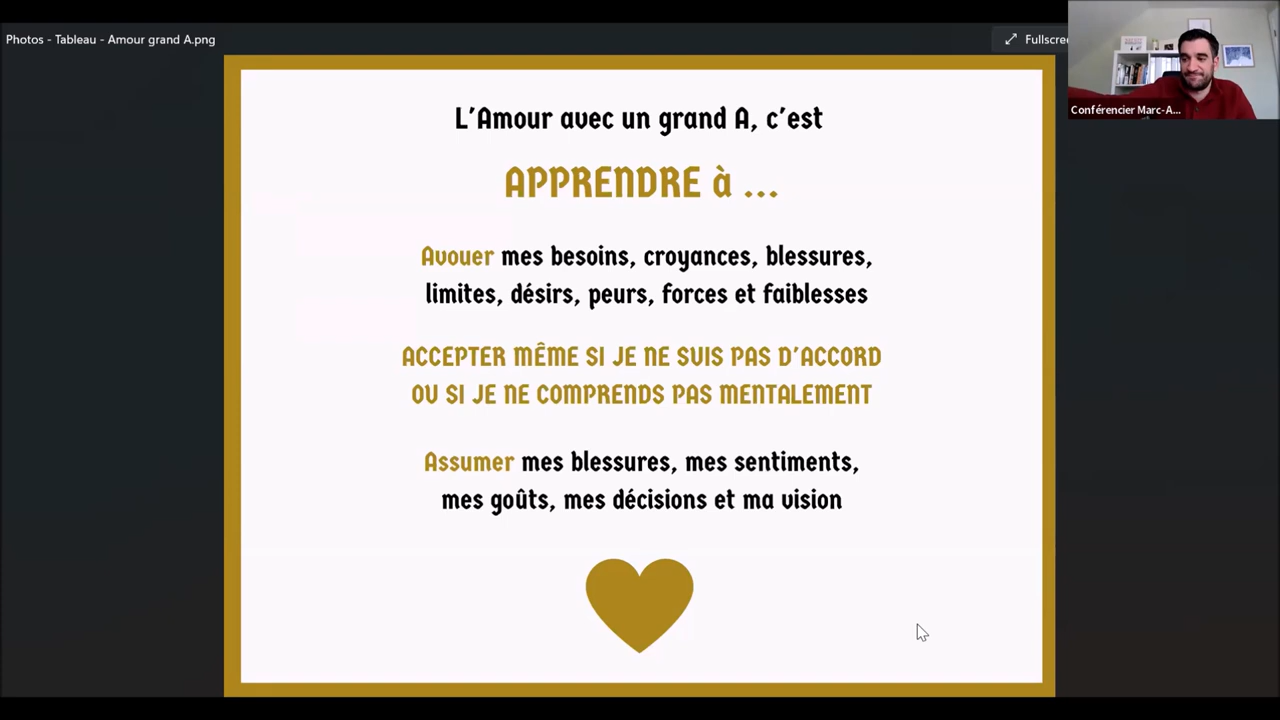 Photos - Tableau - Amour grand A.png
Fullscree
Conférencier Marc-A...
L'Amour avec un grand A, c'est
APPRENDRE à ...
Avouer mes besoins, croyances, blessures,
limites, désirs, peurs, forces et faiblesses
ACCEPTER MÊME SI JE NE SUIS PAS D'ACCORD
OU SI JE NE COMPRENDS PAS MENTALEMENT
Assumer mes blessures, mes sentiments,
mes goûts, mes décisions et ma vision